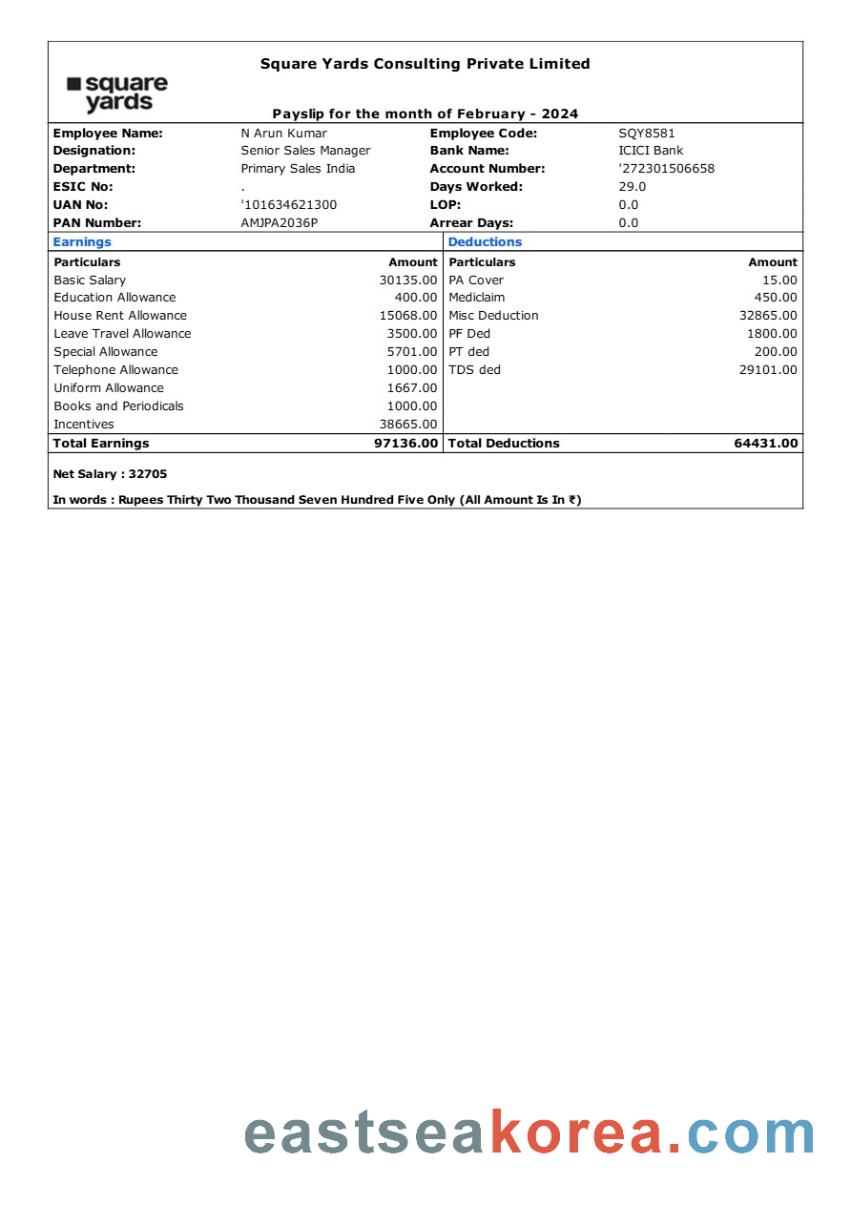 Square Yards Consulting Private Limited
square
yards
Payslip for the month of February - 2024
Employee Name: N Arun Kumar Employee Code: SQY8581
Designation: Senior Sales Manager Bank Name: ICICI Bank
Department: Primary Sales India Account Number: '272301506658
ESIC No: . Days Worked: 29.0
UAN No: '101634621300 LOP: 0.0
PAN Number: AMJPA2036P Arrear Days: 0.0
Earnings Deductions
Particulars Amount Particulars Amount
Basic Salary 30135.00 PA Cover 15.00
Education Allowance 400.00 Mediclaim 450.00
House Rent Allowance 15068.00 Misc Deduction 32865.00
Leave Travel Allowance 3500.00 PF Ded 1800.00
Special Allowance 5701.00 PT ded 200.00
Telephone Allowance 1000.00 TDS ded 29101.00
Uniform Allowance 1667.00
Books and Periodicals 1000.00
Incentives 38665.00
Total Earnings 97136.00 Total Deductions 64431.00
Net Salary : 32705
In words : Rupees Thirty Two Thousand Seven Hundred Five Only (All Amount Is In ₹)
eastseakorea.com